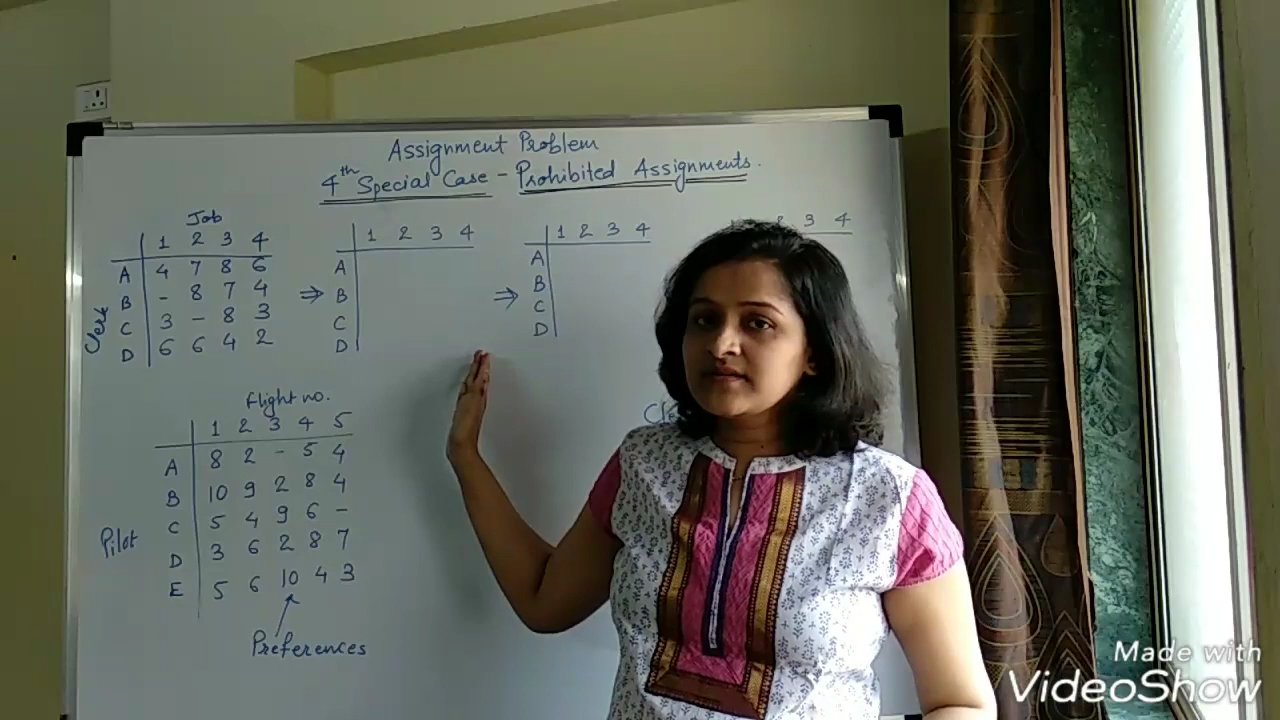 Assignment Problem
4th Special Case - Prohibited Assignments.
Job
1 2 3 4
A 4 7 8 6
B - 8 7 4
C 3 - 8 3
D 6 6 4 2
Clerk
⇒
1 2 3 4
A
B
C
D
⇒
1 2 3 4
A
B
C
D
3 4
Cle
Flight no.
1 2 3 4 5
A 8 2 - 5 4
B 10 9 2 8 4
C 5 4 9 6 -
D 3 6 2 8 7
E 5 6 10 4 3
Pilot
Preferences
Made with
VideoShow